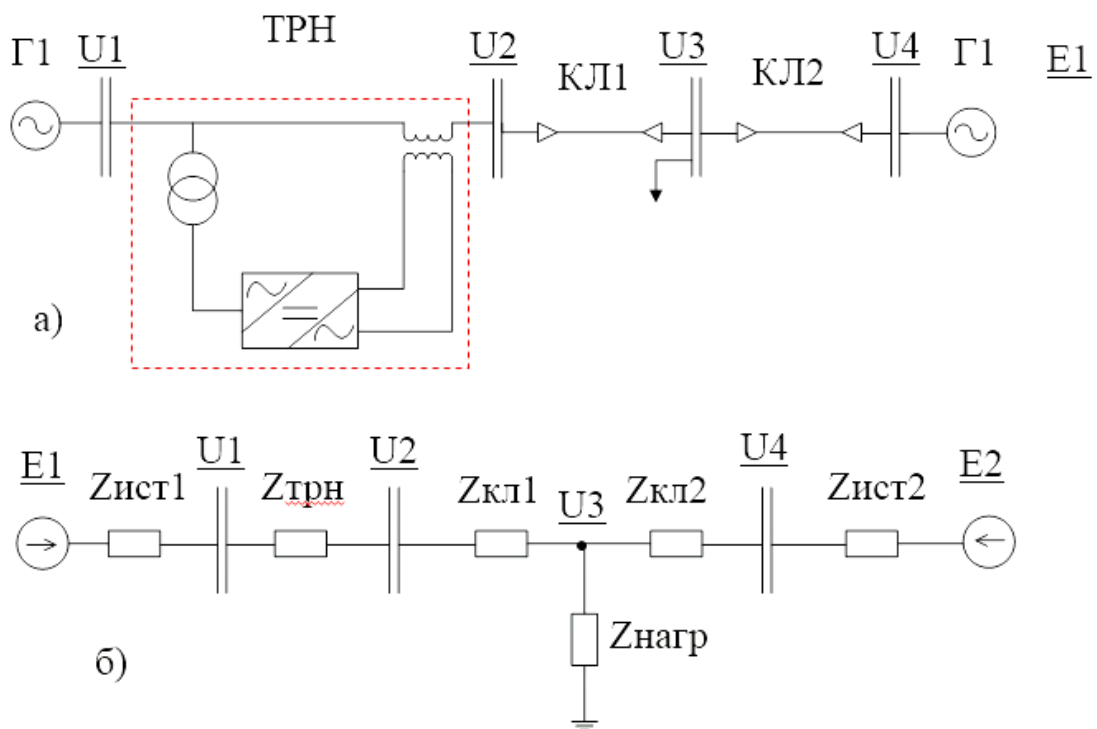 ТРН
Г1 U1 U2 U3 U4 Г1 E1
КЛ1 КЛ2
а)
E1 U1 U2 U4 E2
Zист1 Zтрн Zкл1 U3 Zкл2 Zист2
Zнагр
б)